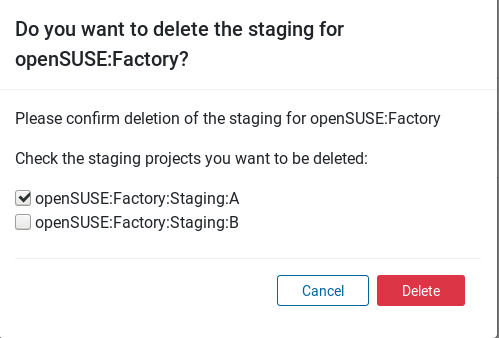 Do you want to delete the staging for
openSUSE:Factory?
Please confirm deletion of the staging for openSUSE:Factory
Check the staging projects you want to be deleted:
openSUSE:Factory:Staging:A
openSUSE:Factory:Staging:B
Cancel Delete